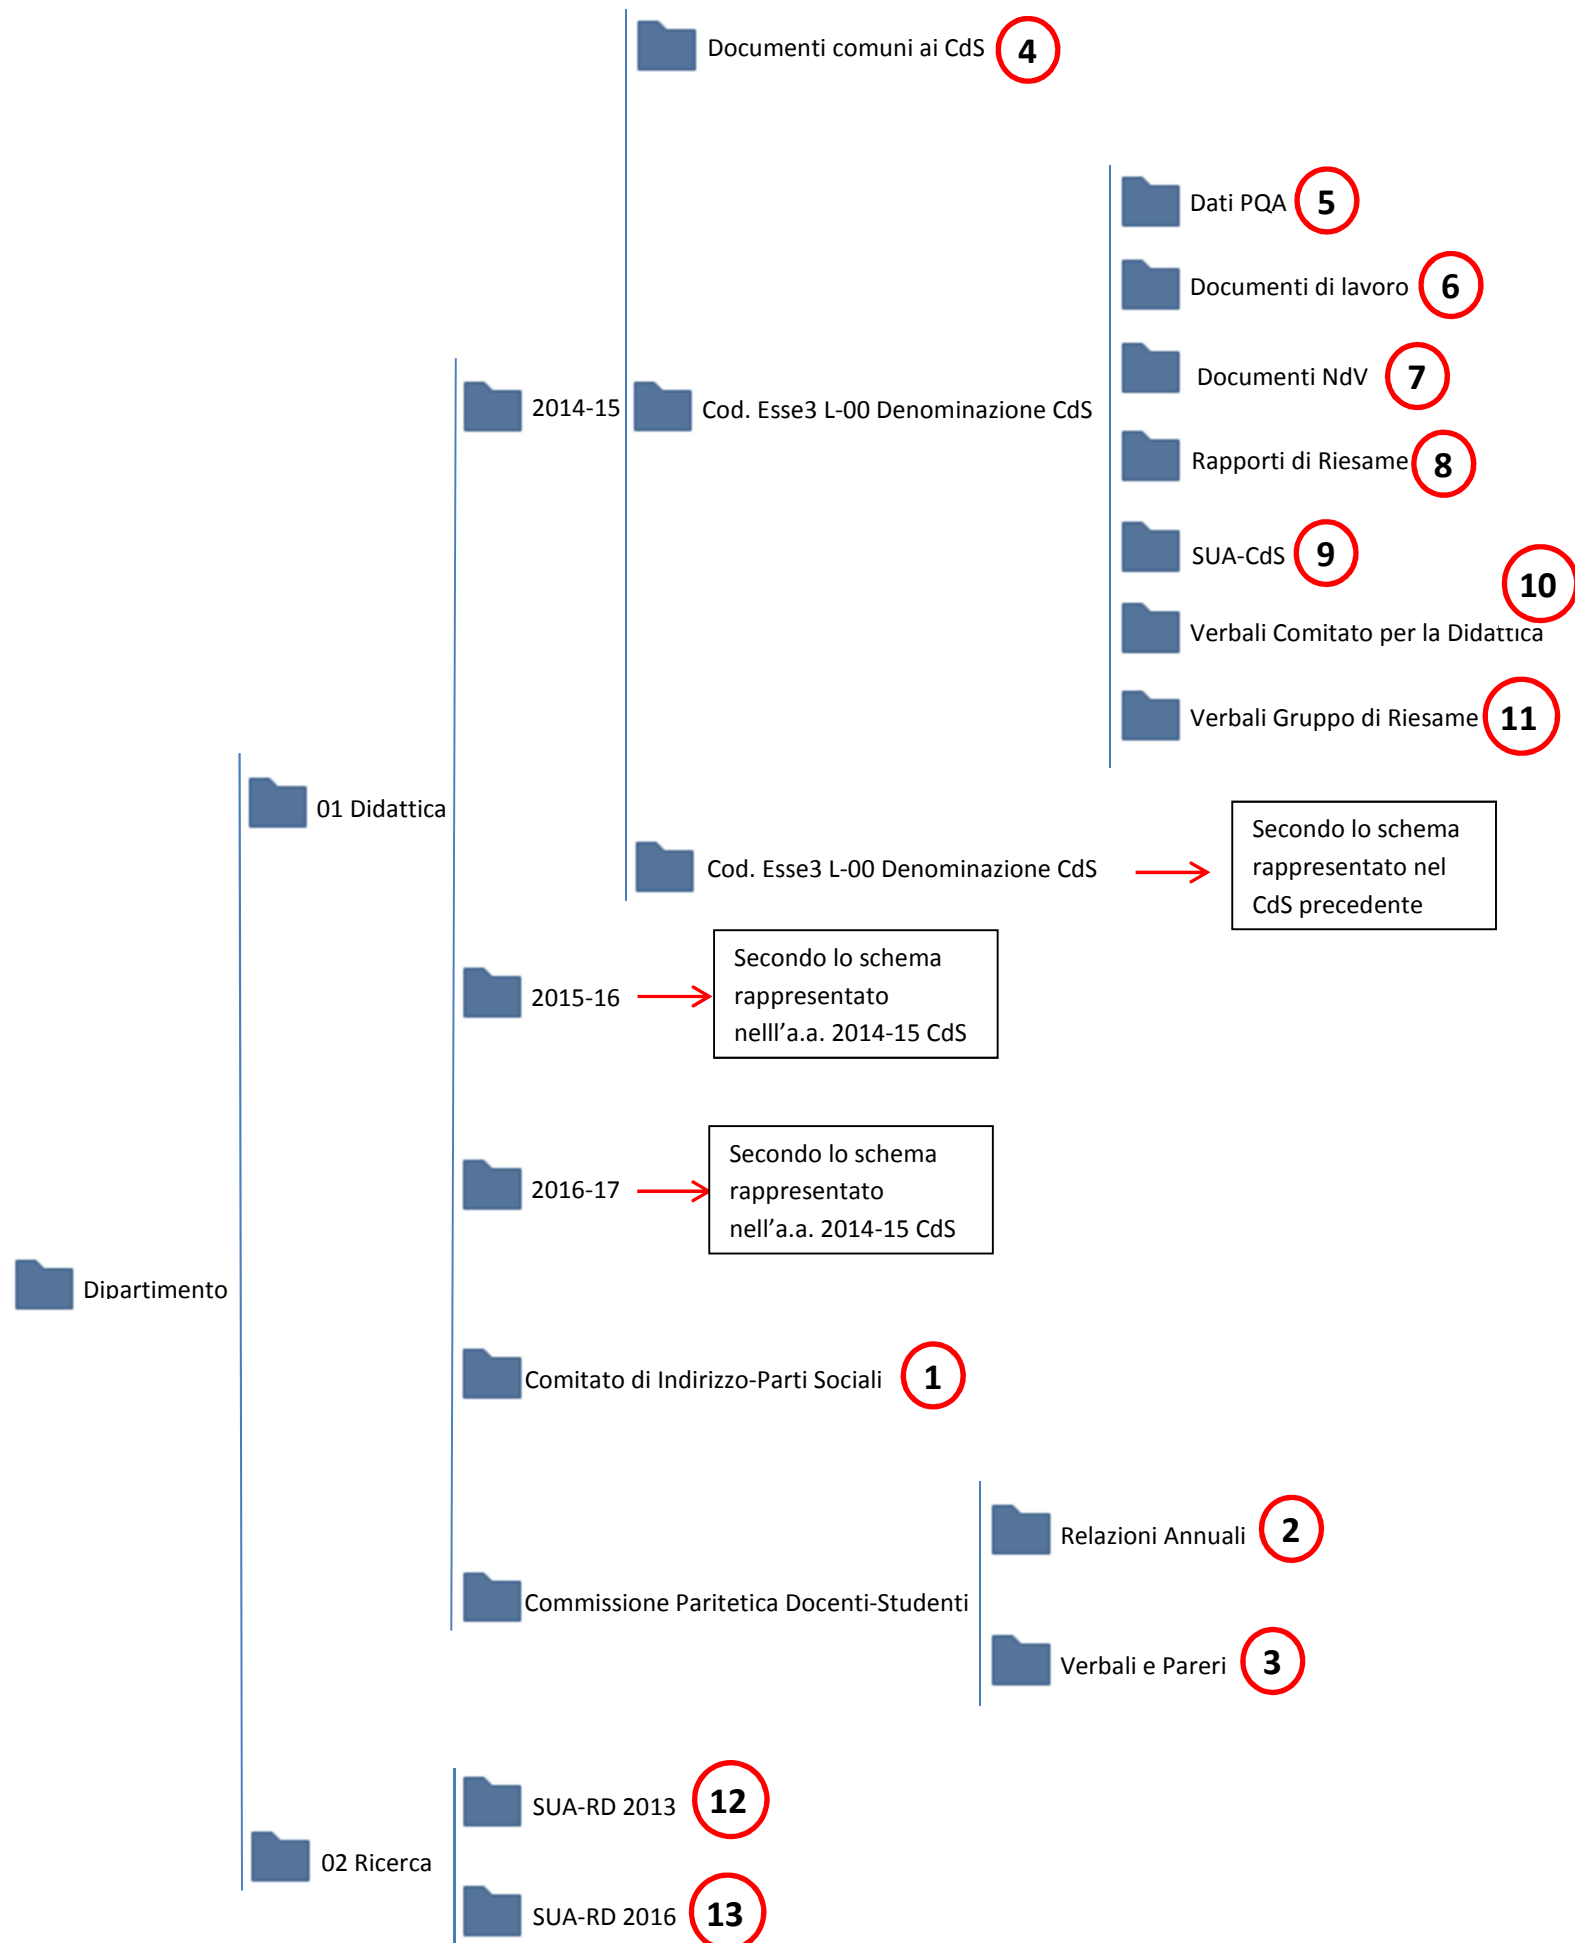 Documenti comuni ai CdS 4
Dati PQA 5
Documenti di lavoro 6
Documenti NdV 7
2014-15
Cod. Esse3 L-00 Denominazione CdS
Rapporti di Riesame 8
SUA-CdS 9
10
Verbali Comitato per la Didattica
Verbali Gruppo di Riesame 11
01 Didattica
Cod. Esse3 L-00 Denominazione CdS
Secondo lo schema
rappresentato nel
CdS precedente
2015-16
Secondo lo schema
rappresentato
nelll’a.a. 2014-15 CdS
2016-17
Secondo lo schema
rappresentato
nell’a.a. 2014-15 CdS
Dipartimento
Comitato di Indirizzo-Parti Sociali 1
Relazioni Annuali 2
Commissione Paritetica Docenti-Studenti
Verbali e Pareri 3
SUA-RD 2013 12
02 Ricerca
SUA-RD 2016 13